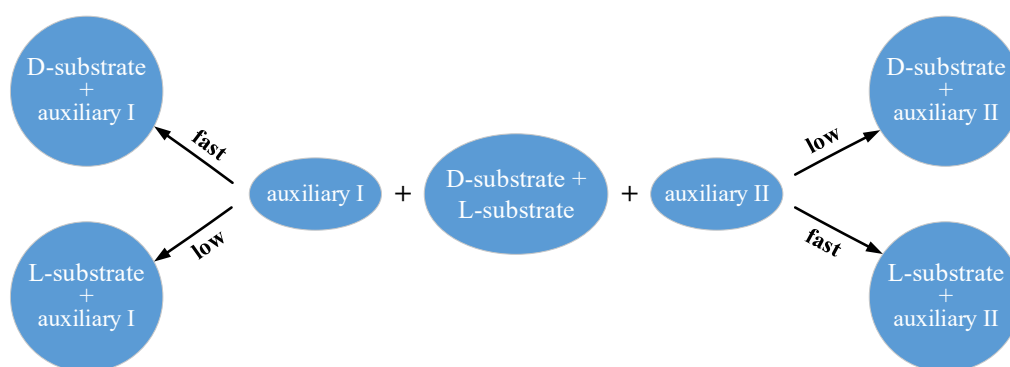 D-substrate
+
auxiliary I
fast
low
L-substrate
+
auxiliary I
auxiliary I
+
D-substrate +
L-substrate
+
auxiliary II
D-substrate
+
auxiliary II
low
fast
L-substrate
+
auxiliary II